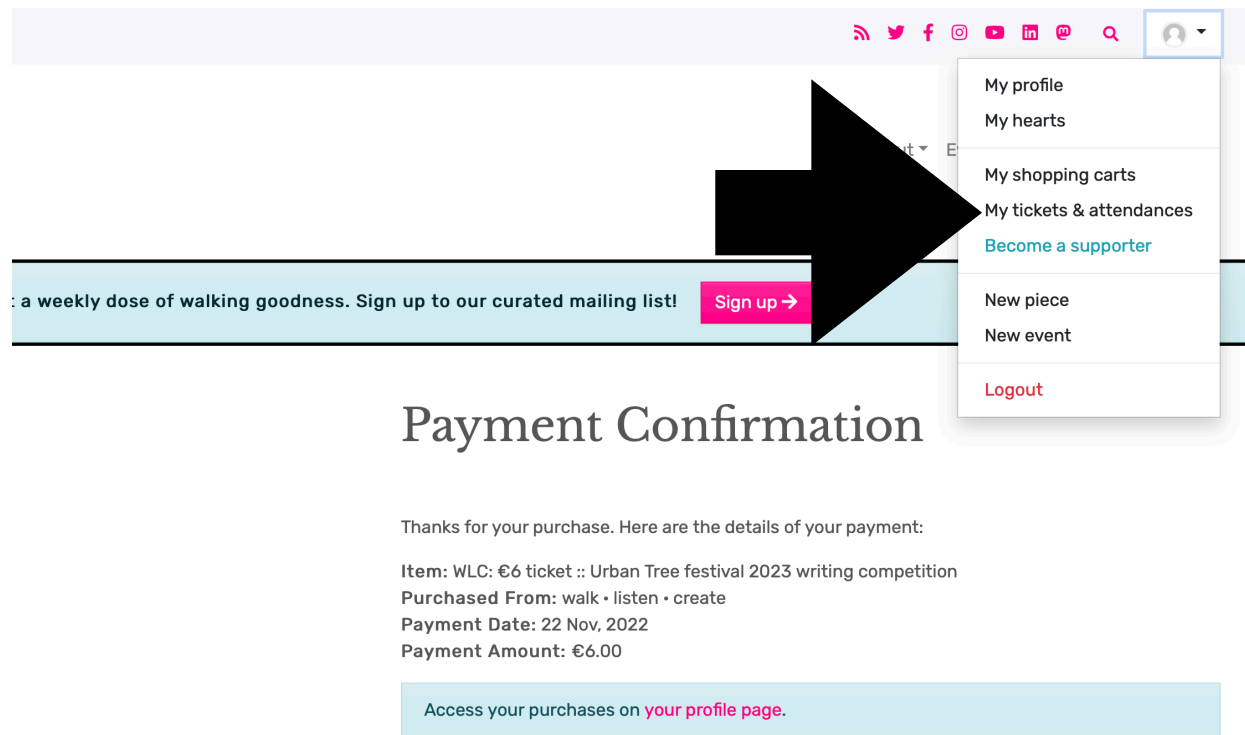 My profile
My hearts
My shopping carts
My tickets & attendances
Become a supporter
New piece
New event
Logout
a weekly dose of walking goodness. Sign up to our curated mailing list!
Sign up →
Payment Confirmation
Thanks for your purchase. Here are the details of your payment:
Item: WLC: €6 ticket :: Urban Tree festival 2023 writing competition
Purchased From: walk • listen • create
Payment Date: 22 Nov, 2022
Payment Amount: €6.00
Access your purchases on your profile page.